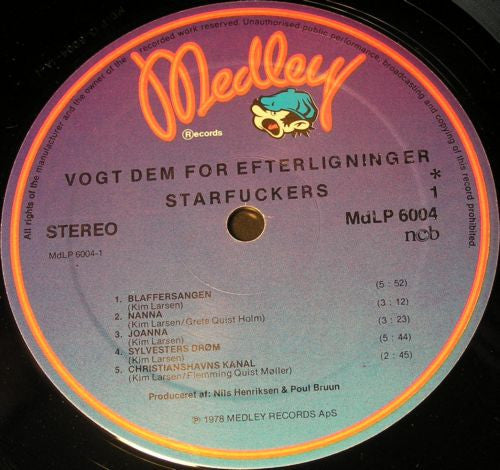 All rights of the manufacturer and the owner of the recorded work reserved. Unauthorised public performance, broadcasting and copying of this record prohibited.
Medley
Ⓡecords
VOGT DEM FOR EFTERLIGNINGER
STARFUCKERS
*
1
STEREO
MdLP 6004
MdLP 6004-1
ncb
1. BLAFFERSANGEN (5 : 52)
(Kim Larsen)
2. NANNA (3 : 12)
(Kim Larsen/Grete Quist Holm)
3. JOANNA (3 : 23)
(Kim Larsen)
4. SYLVESTERS DRØM (5 : 44)
(Kim Larsen)
5. CHRISTIANSHAVNS KANAL (2 : 45)
(Kim Larsen/Flemming Quist Møller)
Produceret af: Nils Henriksen & Poul Bruun
Ⓟ 1978 MEDLEY RECORDS ApS